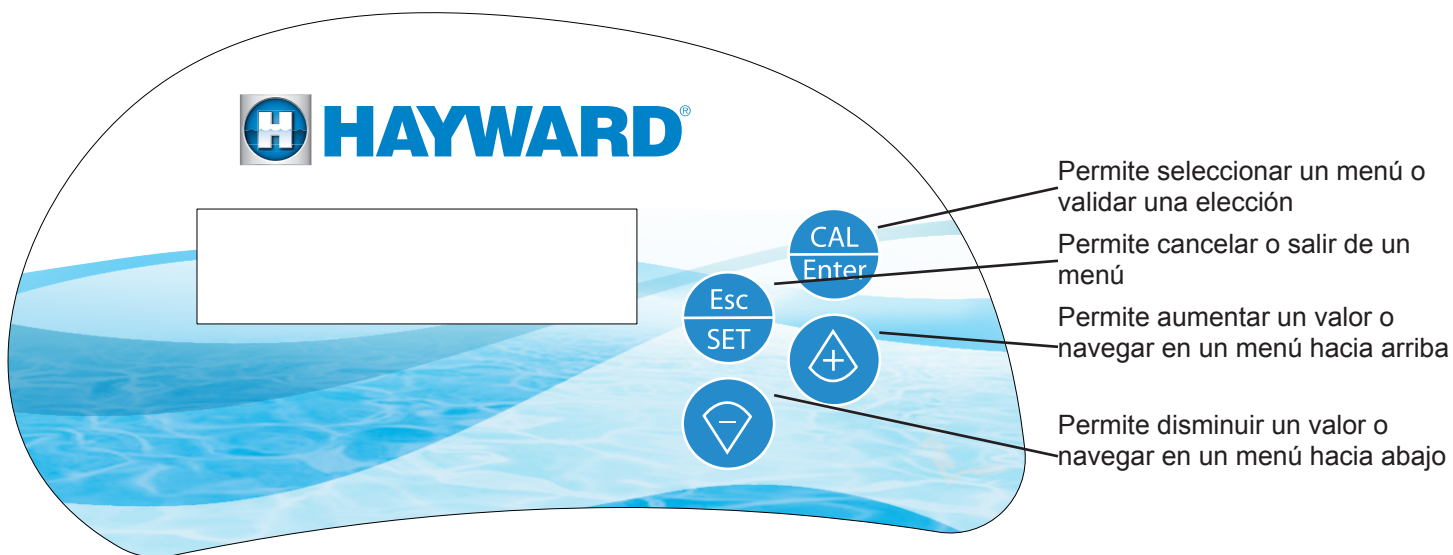 HAYWARD®
CAL
Enter
Esc
SET
+
-
Permite seleccionar un menú o
validar una elección
Permite cancelar o salir de un
menú
Permite aumentar un valor o
navegar en un menú hacia arriba
Permite disminuir un valor o
navegar en un menú hacia abajo